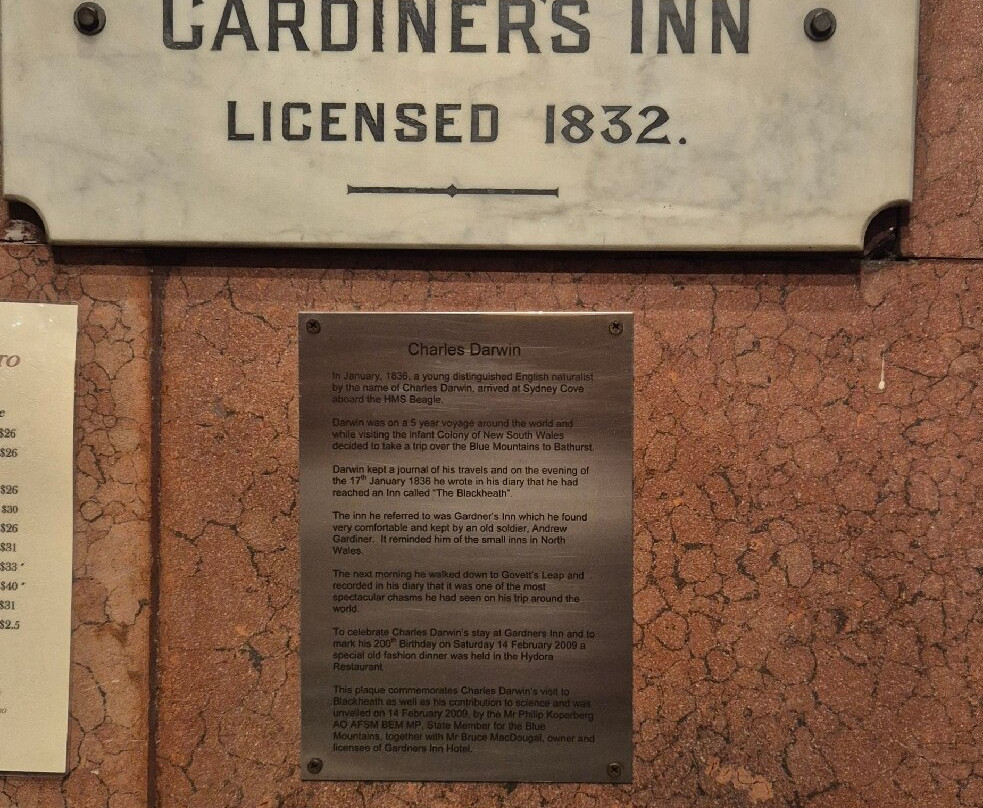 GARDINER'S INN
LICENSED 1832.
TO
$26
$26
$26
$30
$26
$31
$33
$40
$31
$2.5
Charles Darwin
In January, 1836, a young distinguished English naturalist
by the name of Charles Darwin, arrived at Sydney Cove
aboard the HMS Beagle.
Darwin was on a 5 year voyage around the world and
while visiting the infant Colony of New South Wales
decided to take a trip over the Blue Mountains to Bathurst.
Darwin kept a journal of his travels and on the evening of
the 17th January 1836 he wrote in his diary that he had
reached an Inn called "The Blackheath".
The inn he referred to was Gardner's Inn which he found
very comfortable and kept by an old soldier, Andrew
Gardiner. It reminded him of the small inns in North
Wales.
The next morning he walked down to Govett's Leap and
recorded in his diary that it was one of the most
spectacular chasms he had seen on his trip around the
world.
To celebrate Charles Darwin's stay at Gardners Inn and to
mark his 200th Birthday on Saturday 14 February 2009 a
special old fashion dinner was held in the Hydora
Restaurant.
This plaque commemorates Charles Darwin's visit to
Blackheath as well as his contribution to science and was
unveiled on 14 February 2009, by the Mr Philip Koperberg
AO AFSM BEM MP, State Member for the Blue
Mountains, together with Mr Bruce MacDougal, owner and
licensee of Gardners Inn Hotel.